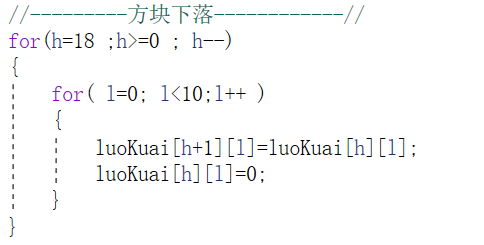 //---------方块下落------------//
for(h=18 ;h>=0 ; h--)
{
for( l=0; l<10;l++ )
{
luoKuai[h+1][l]=luoKuai[h][l];
luoKuai[h][l]=0;
}
}